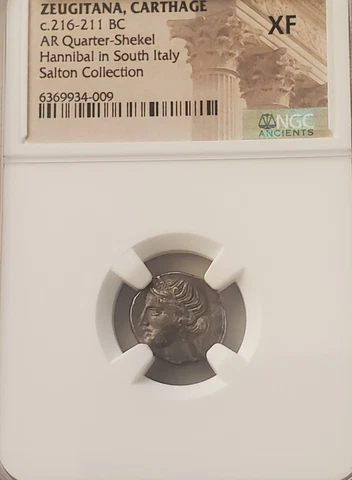 ZEUGITANA, CARTHAGE
c.216-211 BC
XF
AR Quarter-Shekel
Hannibal in South Italy
Salton Collection
6369934-009
NGC
ANCIENTS